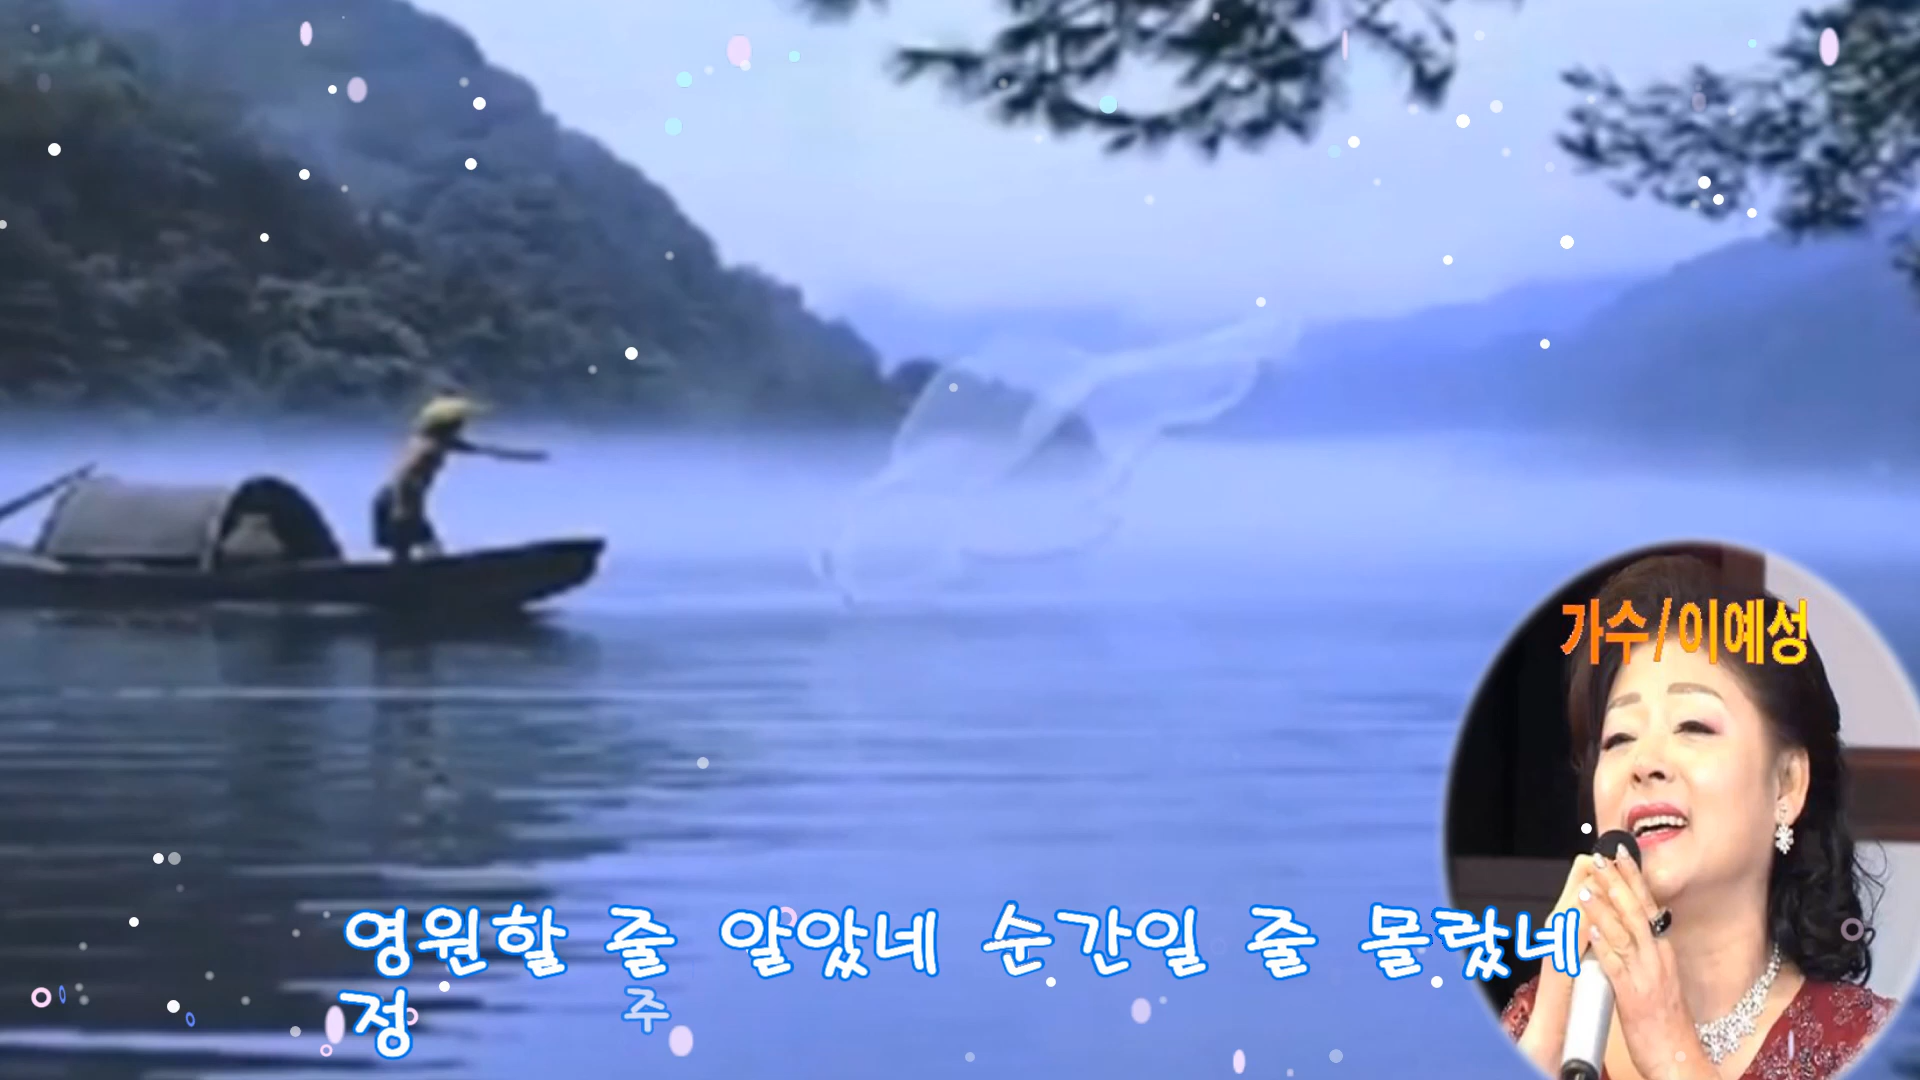 가수/이예성
영원할 줄 알았네 순간일 줄 몰랐네
정 주